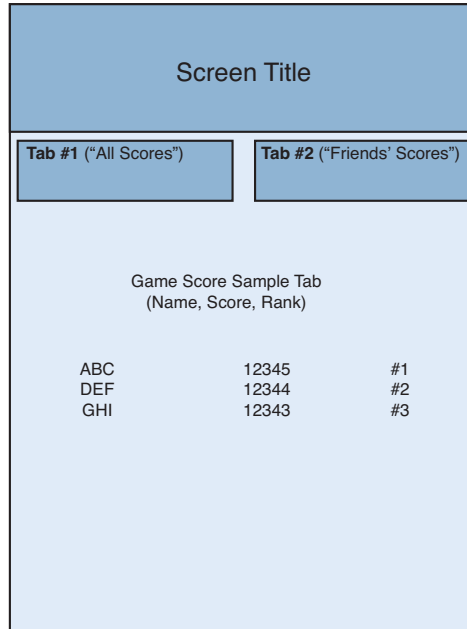 Screen Title
Tab #1 (“All Scores”) Tab #2 (“Friends’ Scores”)
Game Score Sample Tab
(Name, Score, Rank)
ABC 12345 #1
DEF 12344 #2
GHI 12343 #3